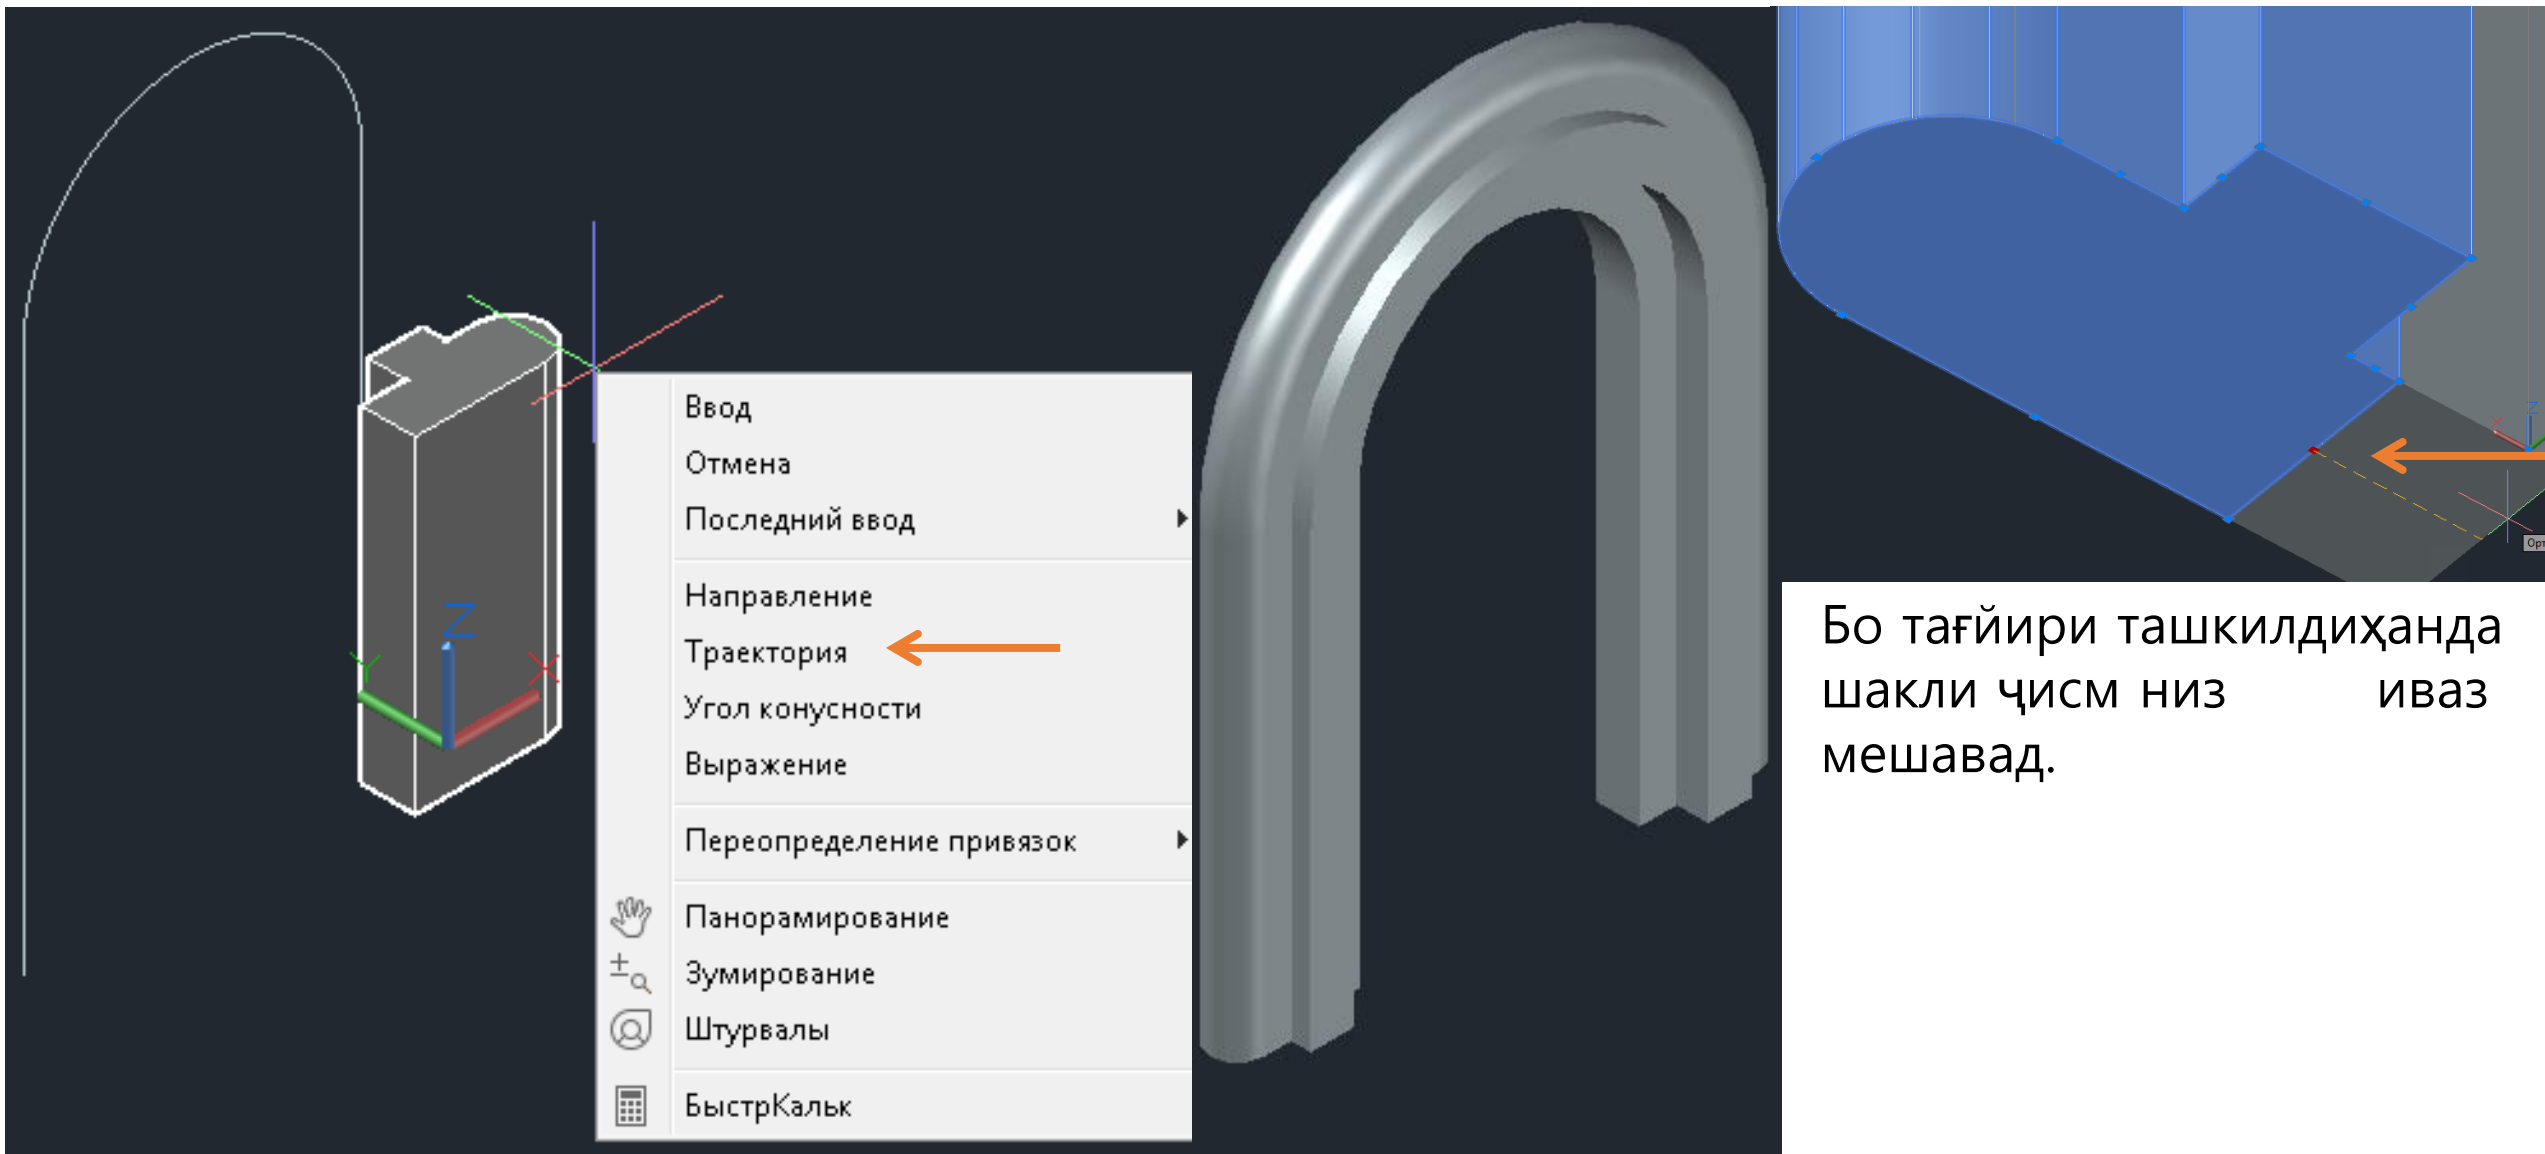 Ввод
Отмена
Последний ввод
Направление
Траектория
Угол конусности
Выражение
Переопределение привязок
Панорамирование
Зумирование
Штурвалы
БыстрКальк
Z
Y
X
Z
X
Орт
Бо тағйири ташкилдиҳанда
шакли ҷисм низ иваз
мешавад.